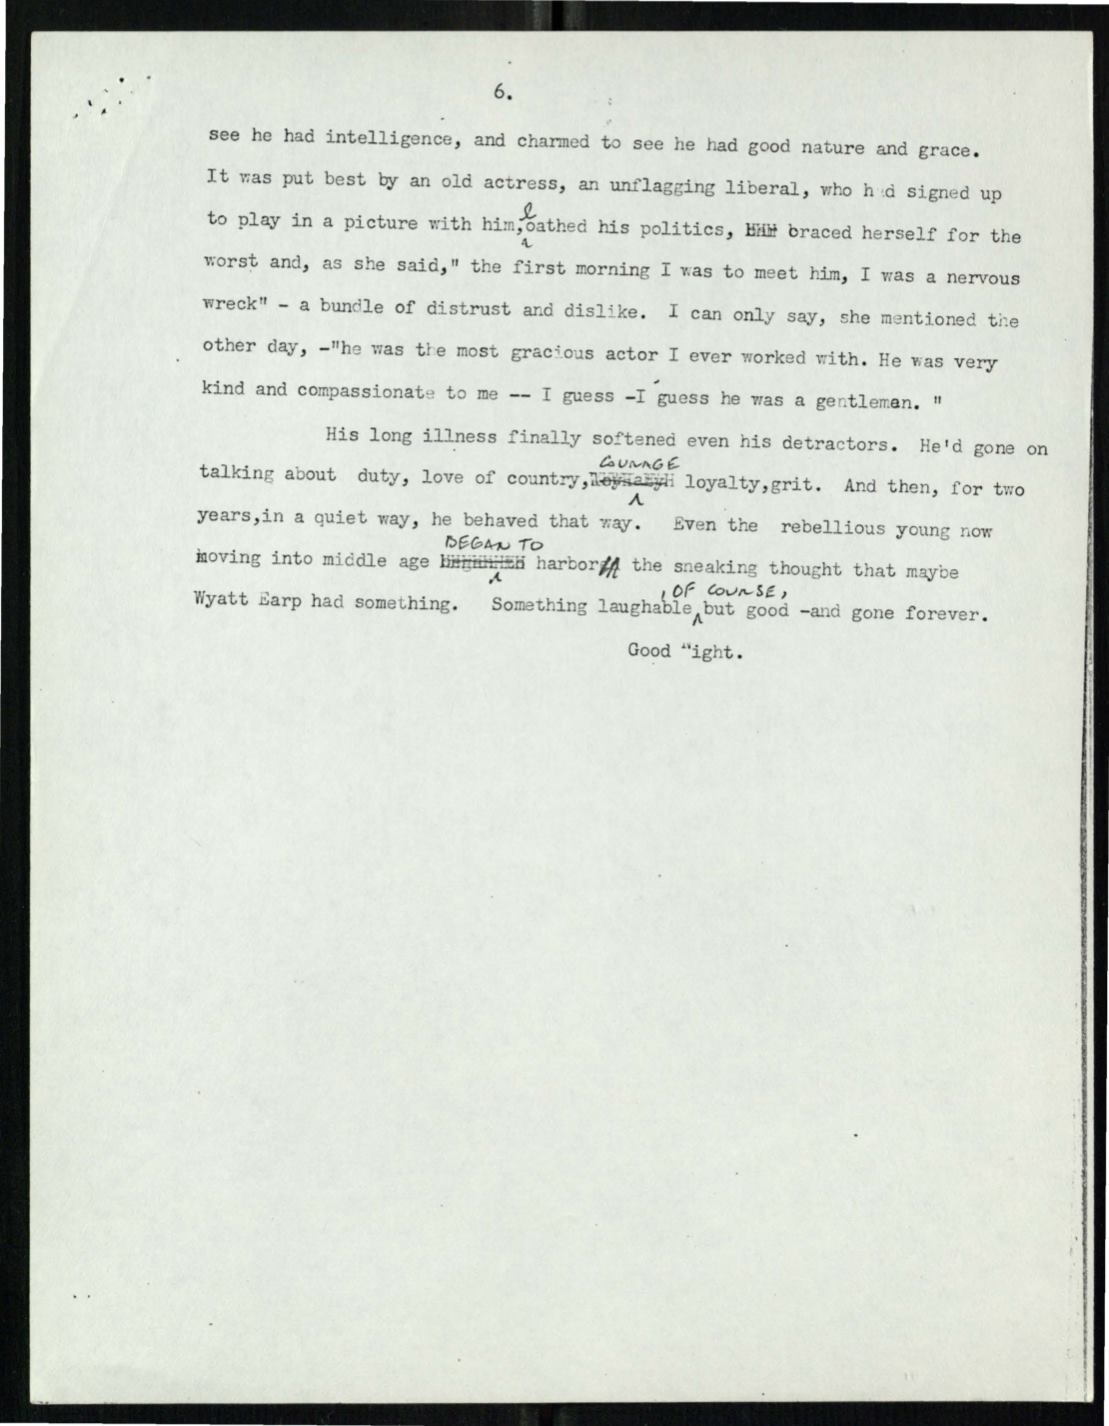 6.
see he had intelligence, and charmed to see he had good nature and grace.
It was put best by an old actress, an unflagging liberal, who h d signed up
l
to play in a picture with him, oathed his politics, braced herself for the
worst and, as she said," the first morning I was to meet him, I was a nervous
wreck" - a bundle of distrust and dislike. I can only say, she mentioned the
other day, -"he was the most gracious actor I ever worked with. He was very
kind and compassionate to me -- I guess -I guess he was a gentleman. "
His long illness finally softened even his detractors. He'd gone on
COURAGE
talking about duty, love of country, loyalty,grit. And then, for two
years,in a quiet way, he behaved that way. Even the rebellious young now
BEGAN TO
moving into middle age harbor the sneaking thought that maybe
, OF COURSE,
Wyatt Earp had something. Something laughable but good -and gone forever.
Good "ight.